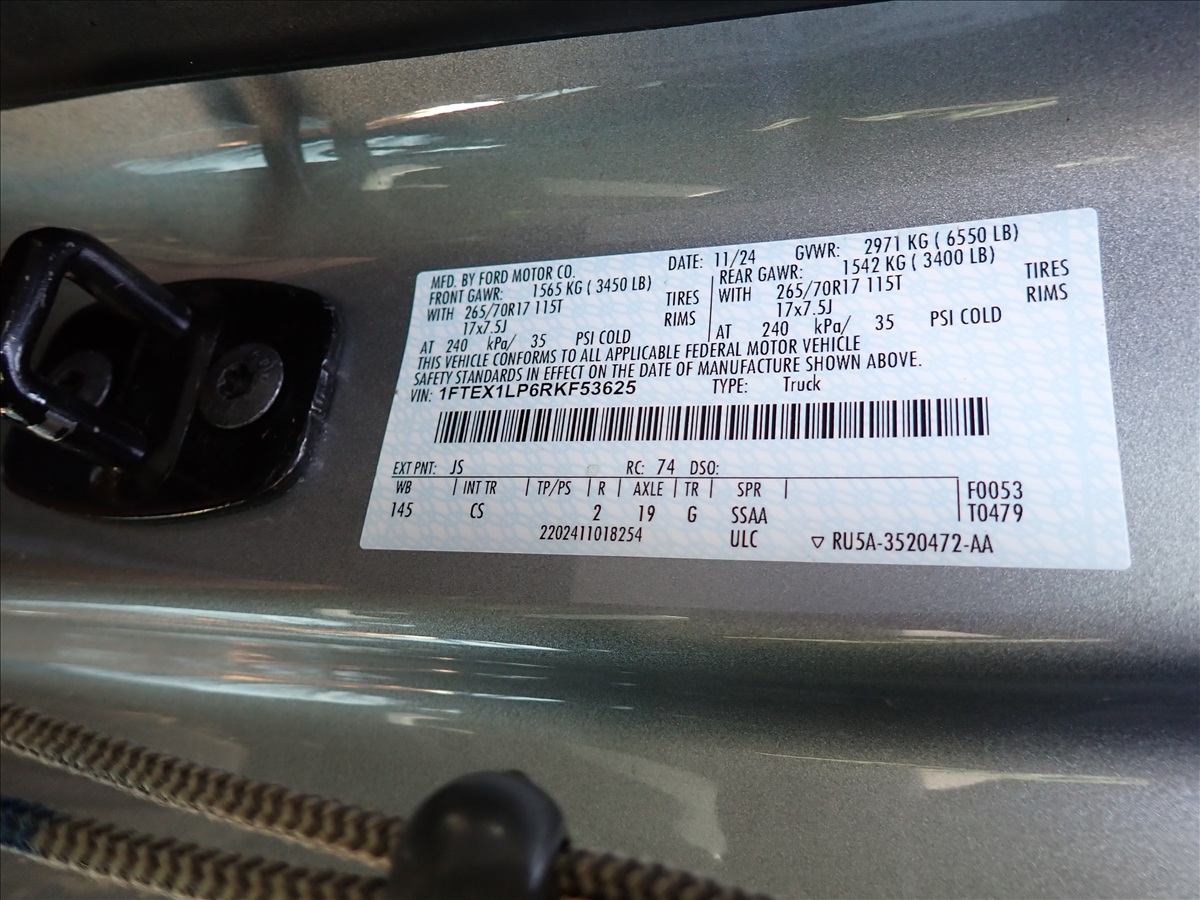 MFD. BY FORD MOTOR CO. DATE: 11/24 GVWR: 2971 KG ( 6550 LB)
FRONT GAWR: 1565 KG ( 3450 LB) REAR GAWR: 1542 KG ( 3400 LB)
WITH 265/70R17 115T TIRES WITH 265/70R17 115T TIRES
17x7.5J RIMS 17x7.5J RIMS
AT 240 kPa/ 35 PSI COLD AT 240 kPa/ 35 PSI COLD
THIS VEHICLE CONFORMS TO ALL APPLICABLE FEDERAL MOTOR VEHICLE
SAFETY STANDARDS IN EFFECT ON THE DATE OF MANUFACTURE SHOWN ABOVE.
VIN: 1FTEX1LP6RKF53625 TYPE: Truck
EXT PNT: JS RC: 74 DSO:
WB | INT TR | TP/PS | R | AXLE | TR | SPR | F0053
145 CS 2 19 G SSAA T0479
2202411018254 ULC ▽ RU5A-3520472-AA